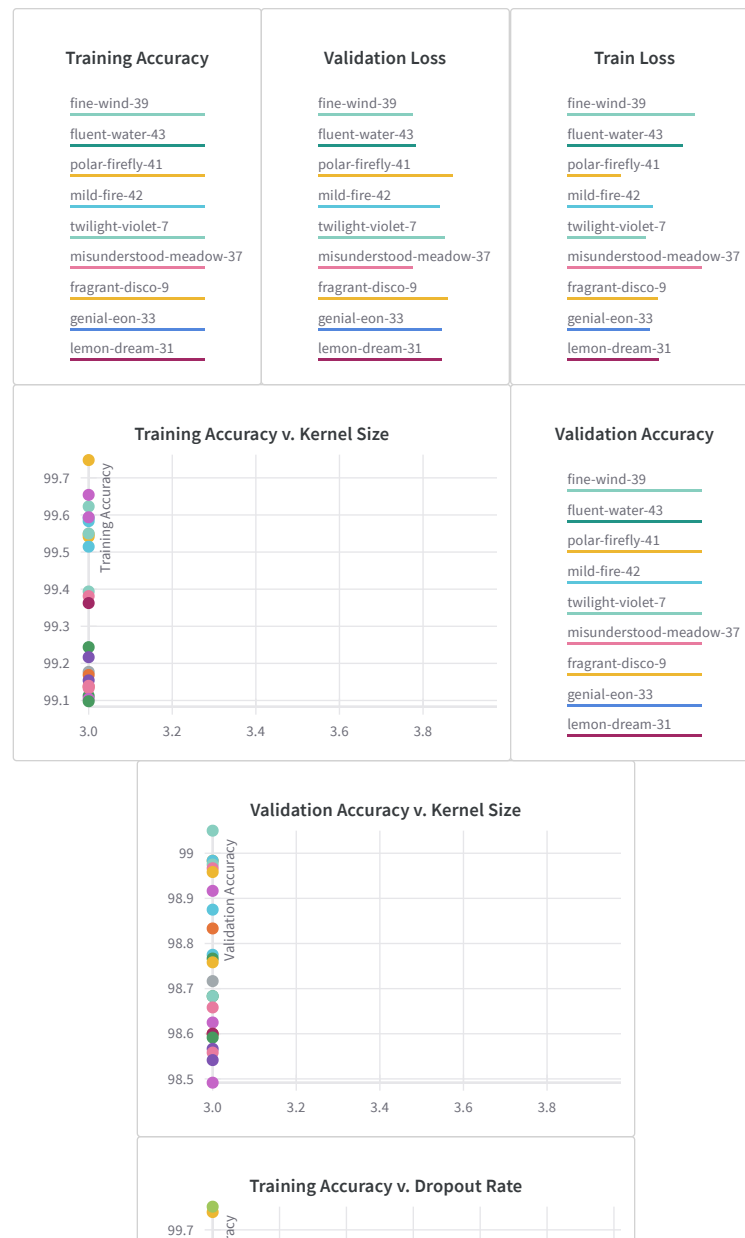 Training Accuracy
fine-wind-39
fluent-water-43
polar-firefly-41
mild-fire-42
twilight-violet-7
misunderstood-meadow-37
fragrant-disco-9
genial-eon-33
lemon-dream-31
Validation Loss
fine-wind-39
fluent-water-43
polar-firefly-41
mild-fire-42
twilight-violet-7
misunderstood-meadow-37
fragrant-disco-9
genial-eon-33
lemon-dream-31
Train Loss
fine-wind-39
fluent-water-43
polar-firefly-41
mild-fire-42
twilight-violet-7
misunderstood-meadow-37
fragrant-disco-9
genial-eon-33
lemon-dream-31
Training Accuracy v. Kernel Size
99.7
99.6
99.5
99.4
99.3
99.2
99.1
Training Accuracy
3.0 3.2 3.4 3.6 3.8
Validation Accuracy
fine-wind-39
fluent-water-43
polar-firefly-41
mild-fire-42
twilight-violet-7
misunderstood-meadow-37
fragrant-disco-9
genial-eon-33
lemon-dream-31
Validation Accuracy v. Kernel Size
99
98.9
98.8
98.7
98.6
98.5
Validation Accuracy
3.0 3.2 3.4 3.6 3.8
Training Accuracy v. Dropout Rate
99.7